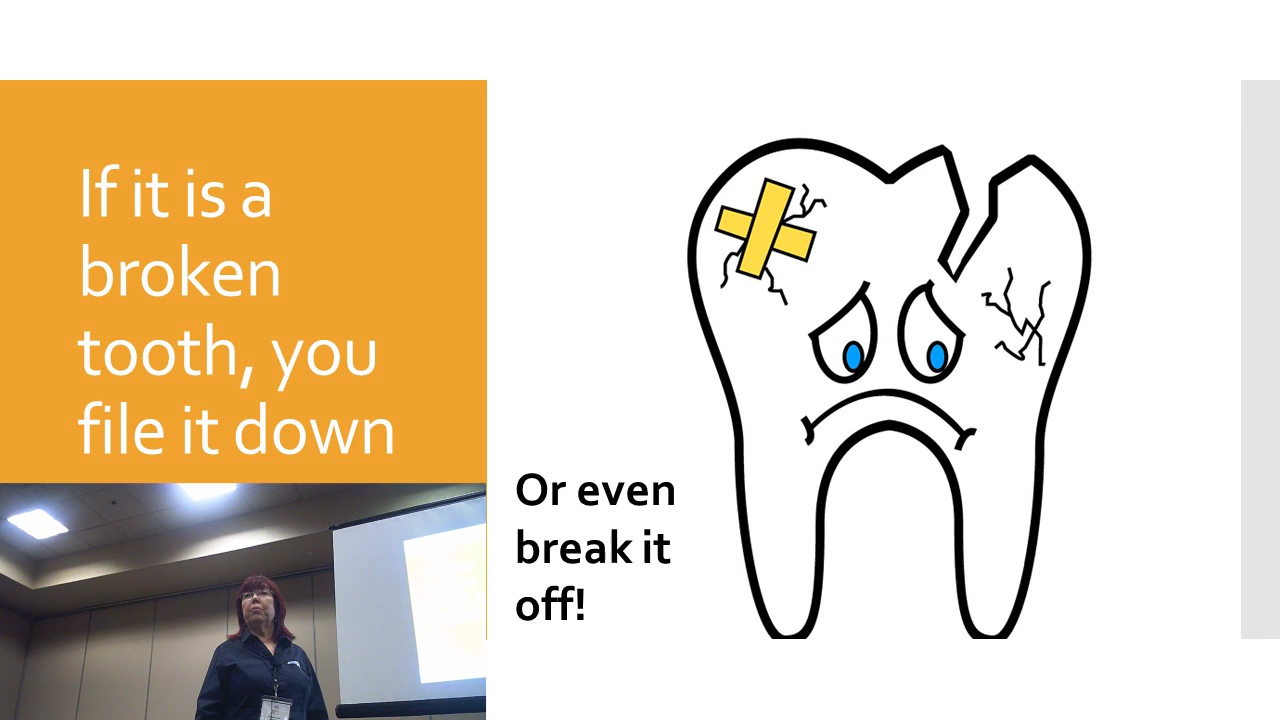 If it is a
broken
tooth, you
file it down
Or even
break it
off!